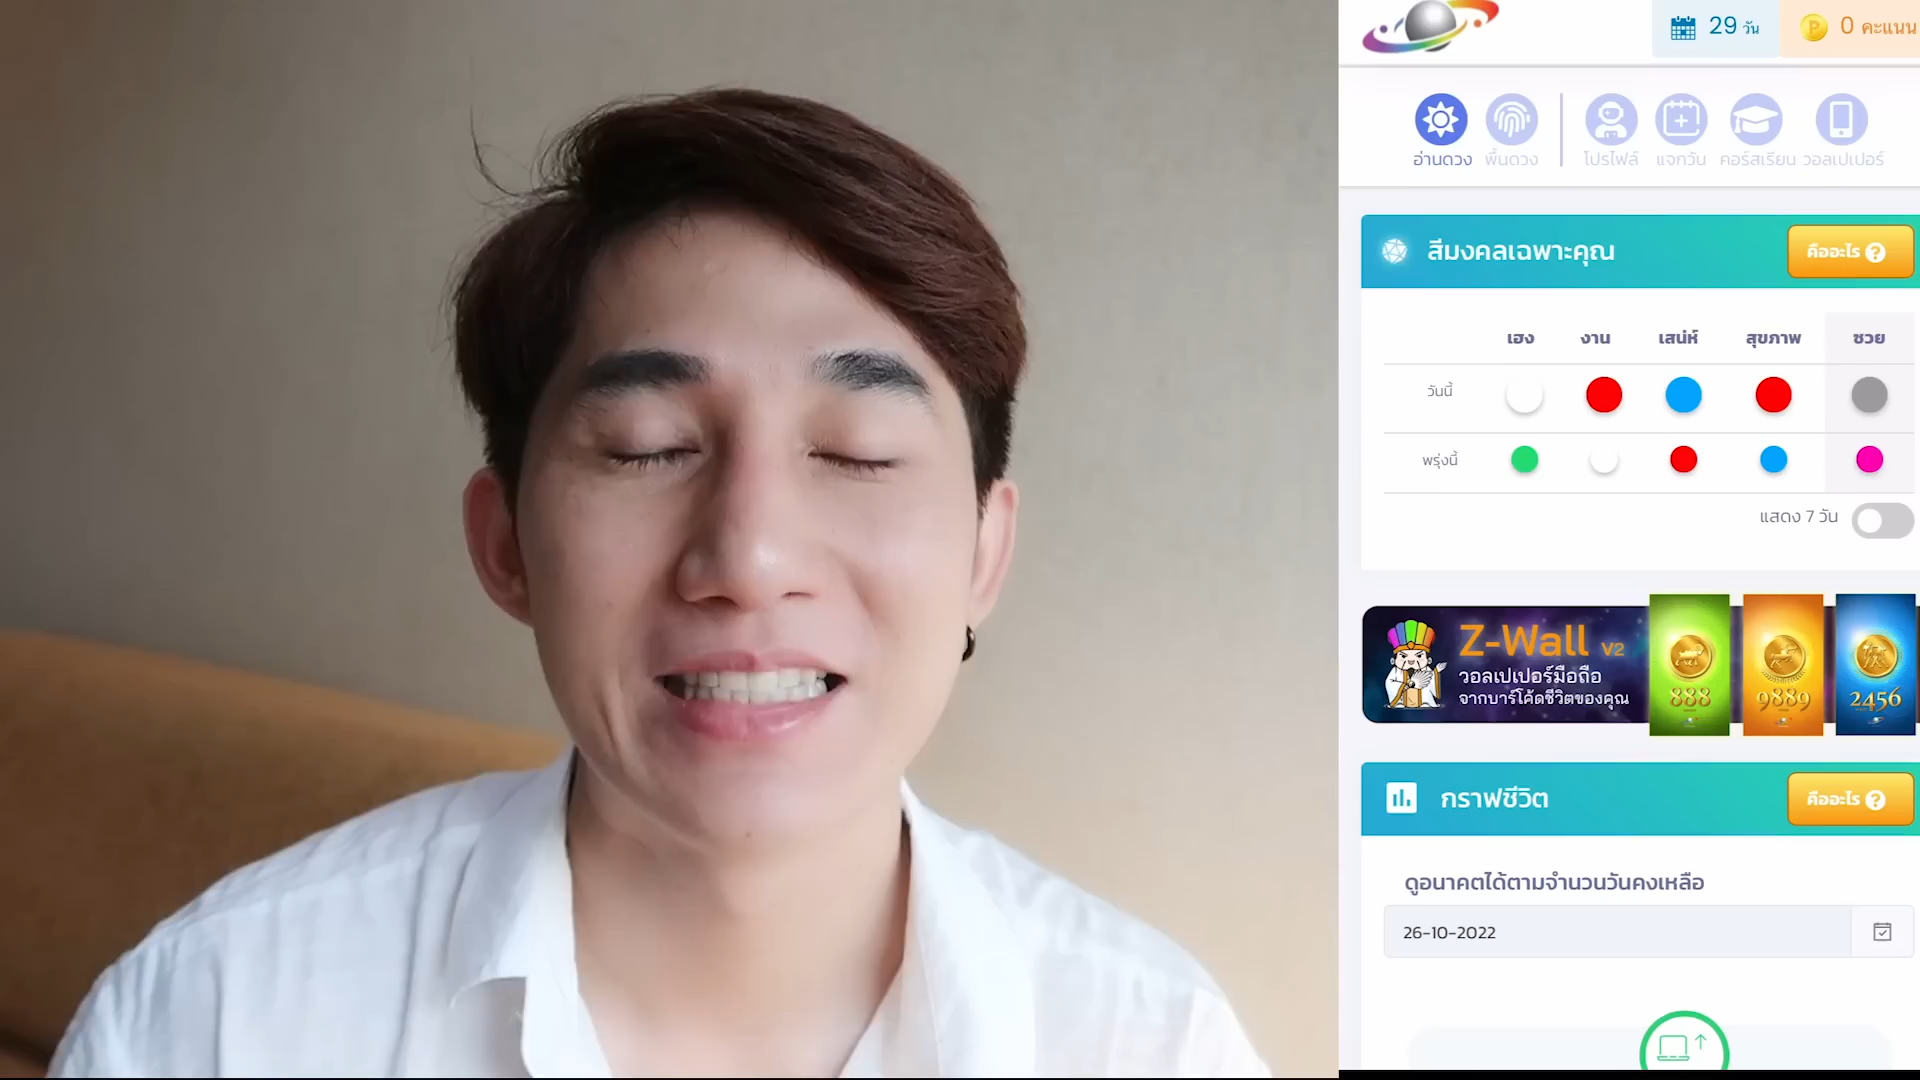 29 วัน
0 คะแนน
อ่านดวง พื้นดวง โปรไฟล์ แจกวัน คอร์สเรียน วอลเปเปอร์
สีมงคลเฉพาะคุณ
คืออะไร ?
เฮง งาน เสน่ห์ สุขภาพ ซวย
วันนี้
พรุ่งนี้
แสดง 7 วัน
Z-Wall V2
วอลเปเปอร์มือถือ
จากบาร์โค้ดชีวิตของคุณ
888
9889
2456
กราฟชีวิต
คืออะไร ?
ดูอนาคตได้ตามจำนวนวันคงเหลือ
26-10-2022